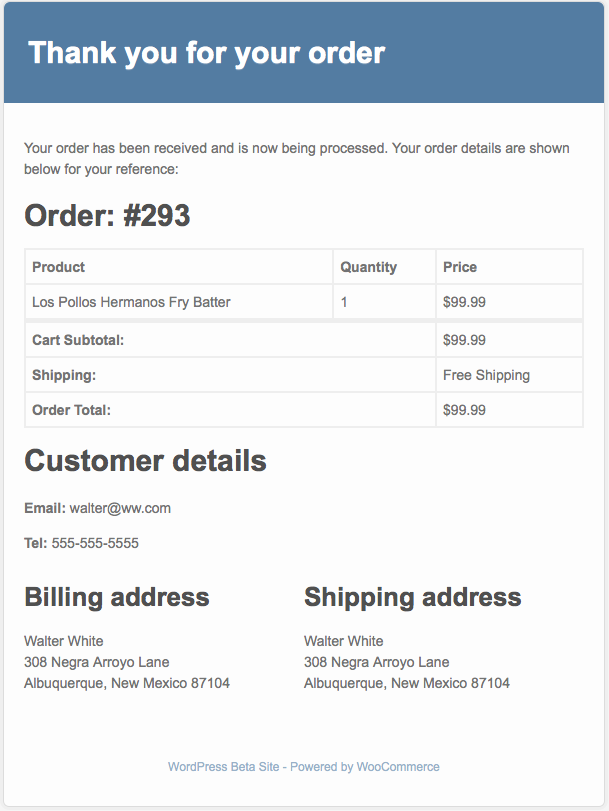 Thank you for your order
Your order has been received and is now being processed. Your order details are shown
below for your reference:
Order: #293
Product Quantity Price
Los Pollos Hermanos Fry Batter 1 $99.99
Cart Subtotal: $99.99
Shipping: Free Shipping
Order Total: $99.99
Customer details
Email: walter@ww.com
Tel: 555-555-5555
Billing address
Walter White
308 Negra Arroyo Lane
Albuquerque, New Mexico 87104
Shipping address
Walter White
308 Negra Arroyo Lane
Albuquerque, New Mexico 87104
WordPress Beta Site - Powered by WooCommerce